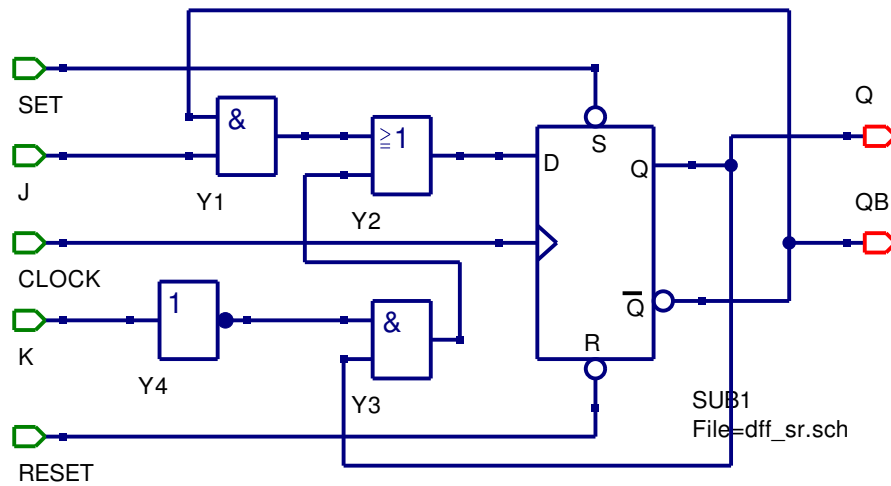 SET
J
CLOCK
K
RESET
&
Y1
≧1
Y2
1
Y4
&
Y3
S
D
Q
Q̅
R
SUB1
File=dff_sr.sch
Q
QB